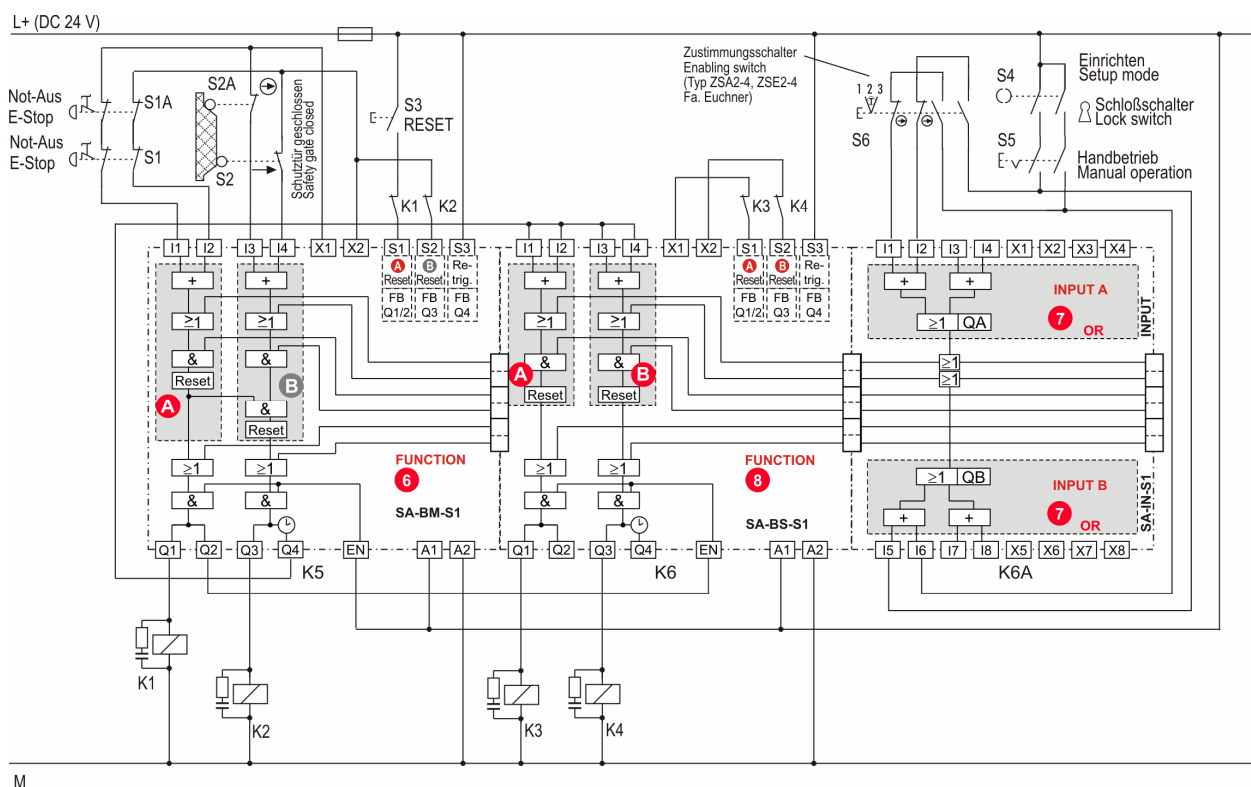 L+ (DC 24 V)
Not-Aus
E-Stop
S1A
Not-Aus
E-Stop
S1
S2A
S2
Schutztür geschlossen
Safety gate closed
S3
RESET
Zustimmungsschalter
Enabling switch
(Typ ZSA2-4, ZSE2-4
Fa. Euchner)
1 2 3
S6
S4
Einrichten
Setup mode
Schloßschalter
Lock switch
S5
Handbetrieb
Manual operation
K1
K2
K3
K4
I1 I2 I3 I4 X1 X2 S1 S2 S3
I1 I2 I3 I4 X1 X2 S1 S2 S3
I1 I2 I3 I4 X1 X2 X3 X4
+ +
≥1 ≥1
& &
Reset
A
B
&
Reset
≥1 ≥1
& &
A
Reset
B
Reset
Re-
trig.
FB
Q1/2
FB
Q3
FB
Q4
FUNCTION
6
SA-BM-S1
+ +
≥1 ≥1
& &
A
B
Reset Reset
≥1 ≥1
& &
A
Reset
B
Reset
Re-
trig.
FB
Q1/2
FB
Q3
FB
Q4
FUNCTION
8
SA-BS-S1
+ +
INPUT A
7
OR
≥1 QA
INPUT
≥1
≥1
≥1 QB
INPUT B
7
OR
+ +
SA-IN-S1
Q1 Q2 Q3 Q4 EN A1 A2
Q1 Q2 Q3 Q4 EN A1 A2
I5 I6 I7 I8 X5 X6 X7 X8
K5
K6
K6A
K1
K2
K3
K4
M